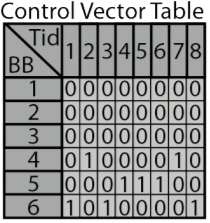 Control Vector Table
Tid
BB
1 2 3 4 5 6 7 8
1 0 0 0 0 0 0 0 0
2 0 0 0 0 0 0 0 0
3 0 0 0 0 0 0 0 0
4 0 1 0 0 0 0 1 0
5 0 0 0 1 1 1 0 0
6 1 0 1 0 0 0 0 1